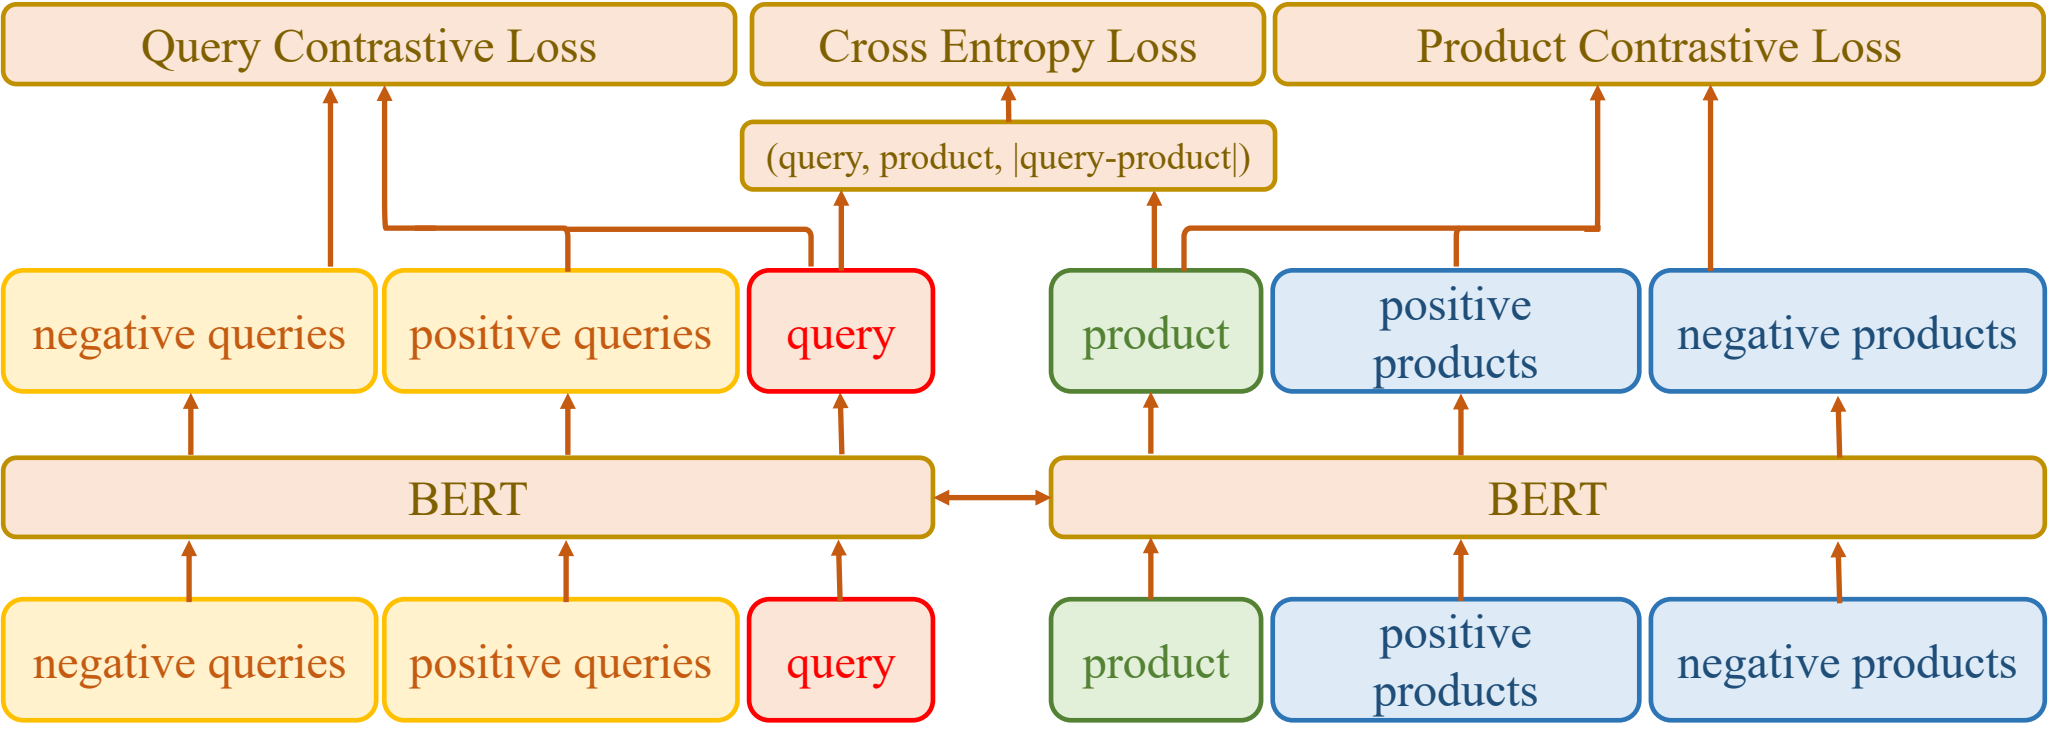 Query Contrastive Loss
Cross Entropy Loss
Product Contrastive Loss
(query, product, |query-product|)
negative queries
positive queries
query
product
positive
products
negative products
BERT
BERT
negative queries
positive queries
query
product
positive
products
negative products